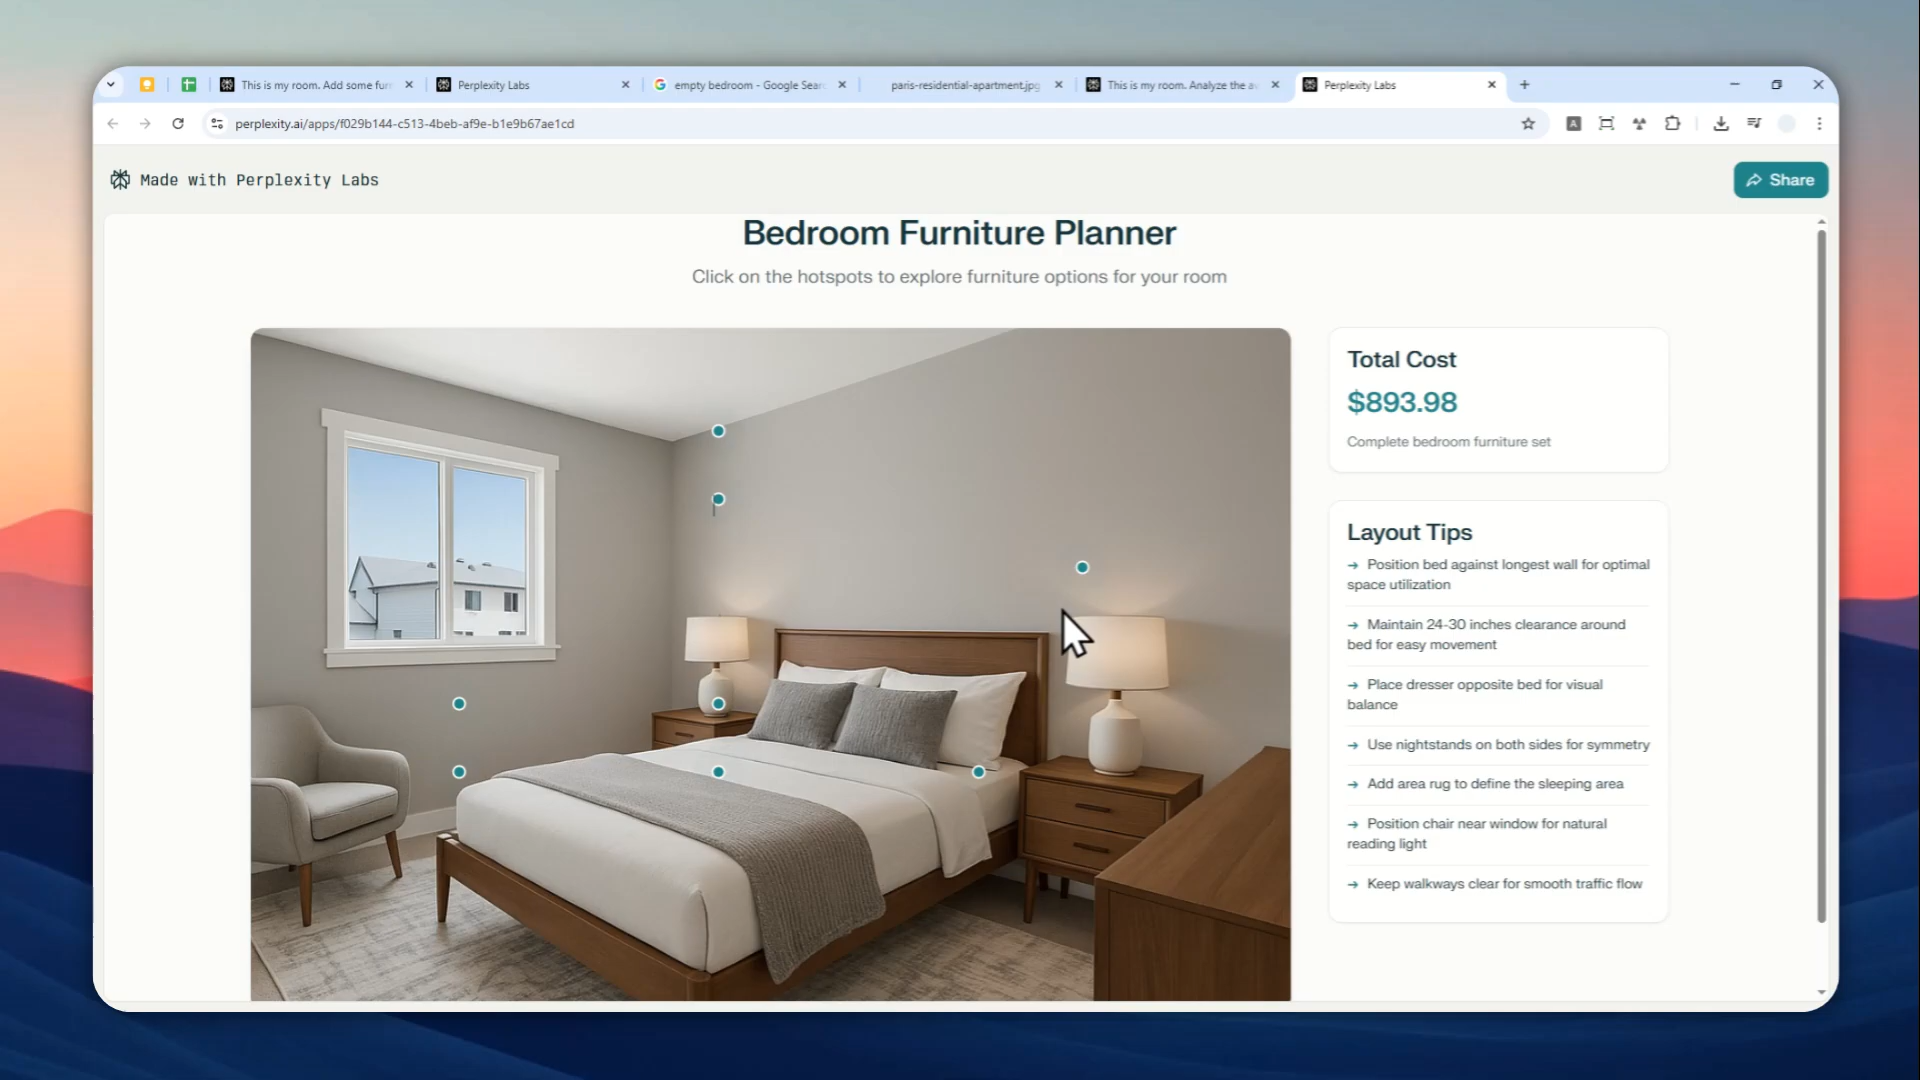 This is my room. Add some fur
Perplexity Labs
empty bedroom - Google Sear
paris-residential-apartment.jpg
This is my room. Analyze the a
Perplexity Labs
perplexity.ai/apps/f029b144-c513-4beb-af9e-b1e9b67ae1cd
Made with Perplexity Labs
Share
Bedroom Furniture Planner
Click on the hotspots to explore furniture options for your room
Total Cost
$893.98
Complete bedroom furniture set
Layout Tips
→ Position bed against longest wall for optimal
space utilization
→ Maintain 24-30 inches clearance around
bed for easy movement
→ Place dresser opposite bed for visual
balance
→ Use nightstands on both sides for symmetry
→ Add area rug to define the sleeping area
→ Position chair near window for natural
reading light
→ Keep walkways clear for smooth traffic flow